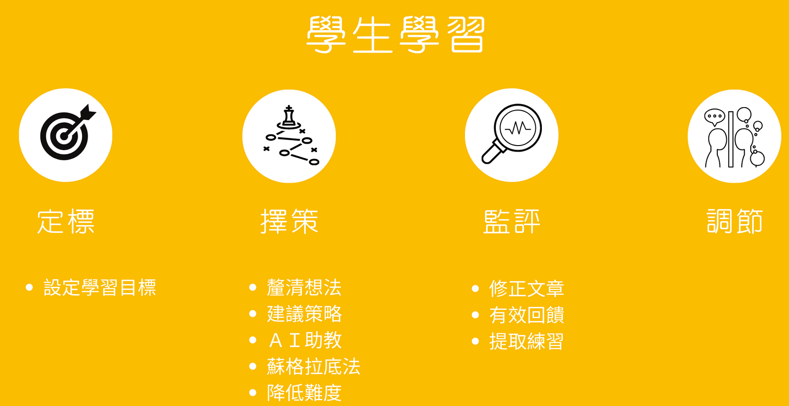 學生學習
定標
• 設定學習目標
擇策
• 釐清想法
• 建議策略
• ＡＩ助教
• 蘇格拉底法
• 降低難度
監評
• 修正文章
• 有效回饋
• 提取練習
調節